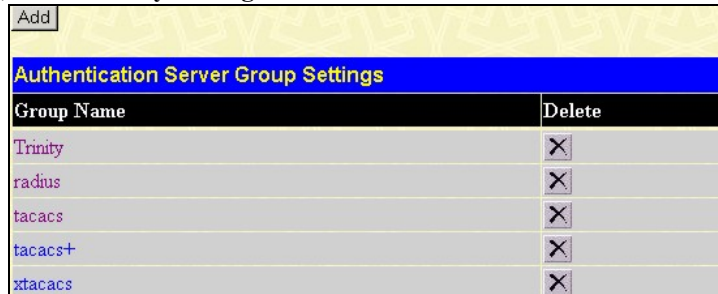 Add
Authentication Server Group Settings
Group Name Delete
Trinity
radius
tacacs
tacacs+
xtacacs